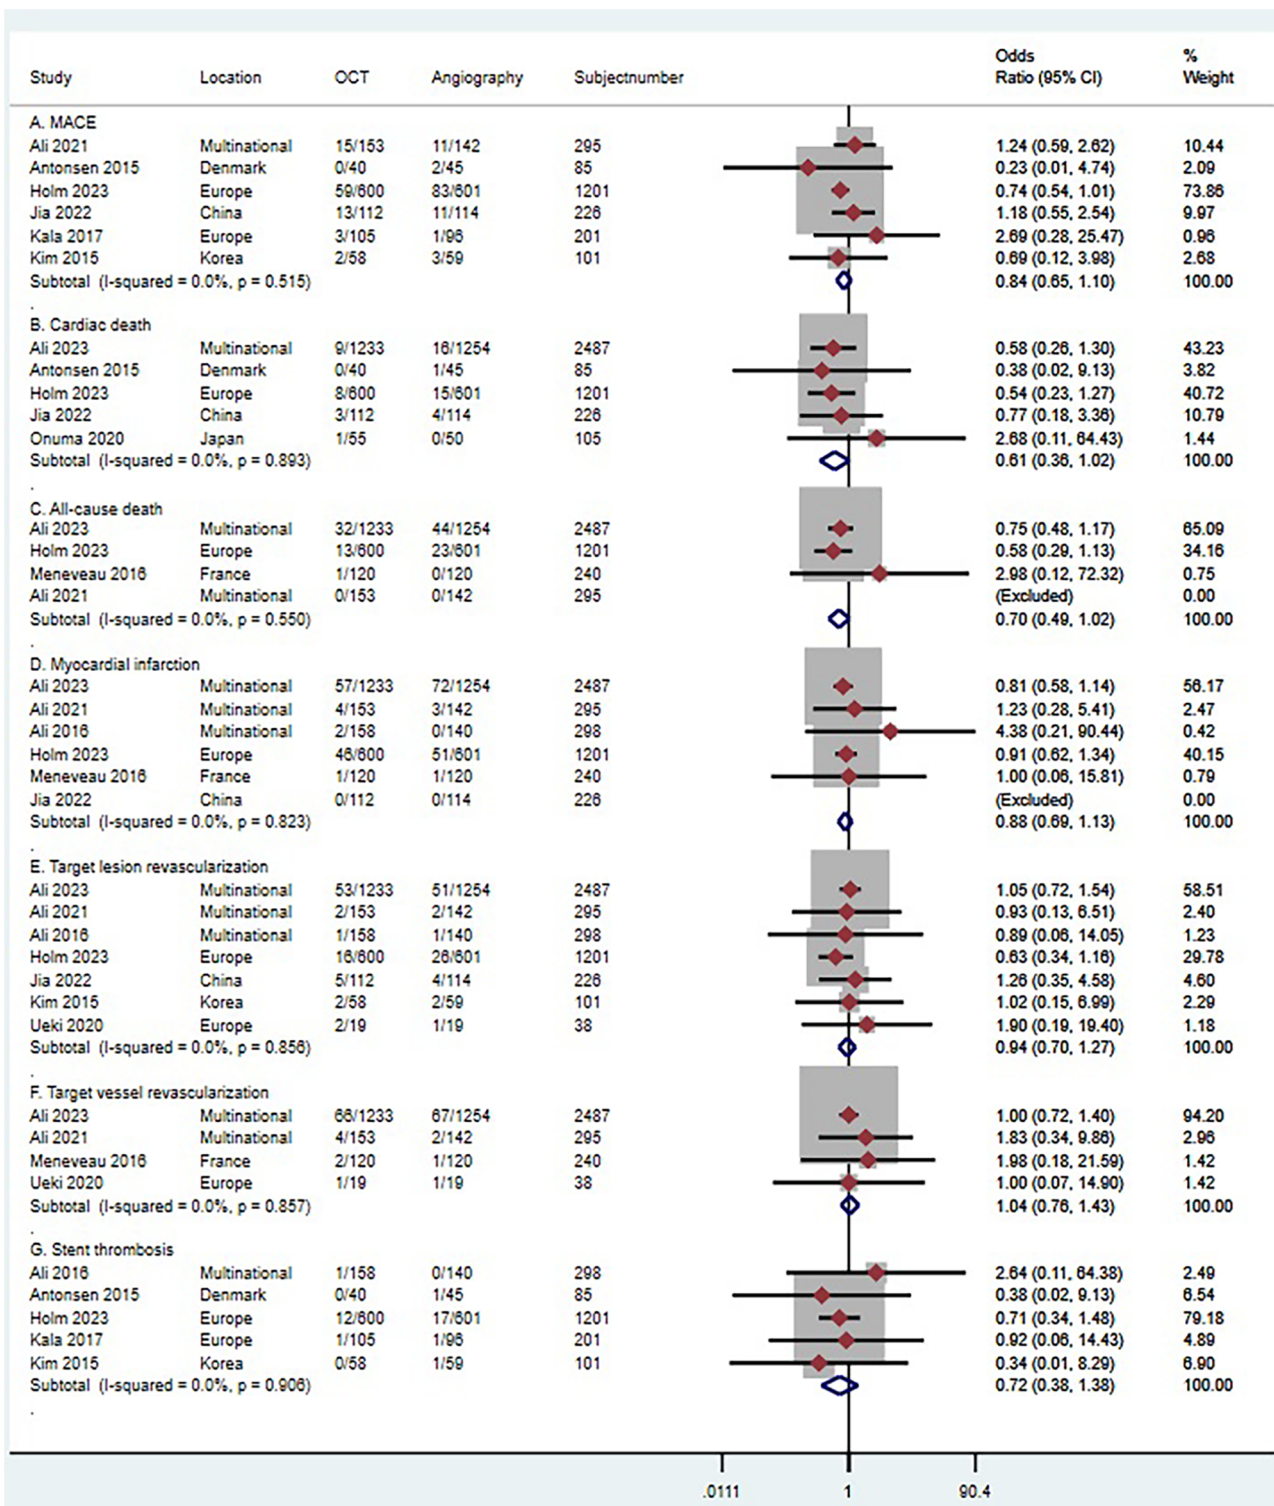 Study Location OCT Angiography Subjectnumber Odds Ratio (95% CI) % Weight
A. MACE
Ali 2021 Multinational 15/153 11/142 295 1.24 (0.59, 2.62) 10.44
Antonsen 2015 Denmark 0/40 2/45 85 0.23 (0.01, 4.74) 2.09
Holm 2023 Europe 59/600 83/601 1201 0.74 (0.54, 1.01) 73.86
Jia 2022 China 13/112 11/114 226 1.18 (0.55, 2.54) 9.97
Kala 2017 Europe 3/105 1/96 201 2.69 (0.28, 25.47) 0.96
Kim 2015 Korea 2/58 3/59 101 0.69 (0.12, 3.98) 2.68
Subtotal (I-squared = 0.0%, p = 0.515) 0.84 (0.65, 1.10) 100.00
.
B. Cardiac death
Ali 2023 Multinational 9/1233 16/1254 2487 0.58 (0.26, 1.30) 43.23
Antonsen 2015 Denmark 0/40 1/45 85 0.38 (0.02, 9.13) 3.82
Holm 2023 Europe 8/600 15/601 1201 0.54 (0.23, 1.27) 40.72
Jia 2022 China 3/112 4/114 226 0.77 (0.18, 3.36) 10.79
Onuma 2020 Japan 1/55 0/50 105 2.68 (0.11, 64.43) 1.44
Subtotal (I-squared = 0.0%, p = 0.893) 0.61 (0.36, 1.02) 100.00
.
C. All-cause death
Ali 2023 Multinational 32/1233 44/1254 2487 0.75 (0.48, 1.17) 65.09
Holm 2023 Europe 13/600 23/601 1201 0.58 (0.29, 1.13) 34.16
Meneveau 2016 France 1/120 0/120 240 2.98 (0.12, 72.32) 0.75
Ali 2021 Multinational 0/153 0/142 295 (Excluded) 0.00
Subtotal (I-squared = 0.0%, p = 0.550) 0.70 (0.49, 1.02) 100.00
.
D. Myocardial infarction
Ali 2023 Multinational 57/1233 72/1254 2487 0.81 (0.58, 1.14) 56.17
Ali 2021 Multinational 4/153 3/142 295 1.23 (0.28, 5.41) 2.47
Ali 2016 Multinational 2/158 0/140 298 4.38 (0.21, 90.44) 0.42
Holm 2023 Europe 46/600 51/601 1201 0.91 (0.62, 1.34) 40.15
Meneveau 2016 France 1/120 1/120 240 1.00 (0.06, 15.81) 0.79
Jia 2022 China 0/112 0/114 226 (Excluded) 0.00
Subtotal (I-squared = 0.0%, p = 0.823) 0.88 (0.69, 1.13) 100.00
.
E. Target lesion revascularization
Ali 2023 Multinational 53/1233 51/1254 2487 1.05 (0.72, 1.54) 58.51
Ali 2021 Multinational 2/153 2/142 295 0.93 (0.13, 6.51) 2.40
Ali 2016 Multinational 1/158 1/140 298 0.89 (0.06, 14.05) 1.23
Holm 2023 Europe 16/600 26/601 1201 0.63 (0.34, 1.16) 29.78
Jia 2022 China 5/112 4/114 226 1.26 (0.35, 4.58) 4.60
Kim 2015 Korea 2/58 2/59 101 1.02 (0.15, 6.99) 2.29
Ueki 2020 Europe 2/19 1/19 38 1.90 (0.19, 19.40) 1.18
Subtotal (I-squared = 0.0%, p = 0.856) 0.94 (0.70, 1.27) 100.00
.
F. Target vessel revascularization
Ali 2023 Multinational 66/1233 67/1254 2487 1.00 (0.72, 1.40) 94.20
Ali 2021 Multinational 4/153 2/142 295 1.83 (0.34, 9.86) 2.96
Meneveau 2016 France 2/120 1/120 240 1.98 (0.18, 21.59) 1.42
Ueki 2020 Europe 1/19 1/19 38 1.00 (0.07, 14.90) 1.42
Subtotal (I-squared = 0.0%, p = 0.857) 1.04 (0.76, 1.43) 100.00
.
G. Stent thrombosis
Ali 2016 Multinational 1/158 0/140 298 2.64 (0.11, 64.38) 2.49
Antonsen 2015 Denmark 0/40 1/45 85 0.38 (0.02, 9.13) 6.54
Holm 2023 Europe 12/600 17/601 1201 0.71 (0.34, 1.48) 79.18
Kala 2017 Europe 1/105 1/96 201 0.92 (0.06, 14.43) 4.89
Kim 2015 Korea 0/58 1/59 101 0.34 (0.01, 8.29) 6.90
Subtotal (I-squared = 0.0%, p = 0.906) 0.72 (0.38, 1.38) 100.00
.
.0111 1 90.4